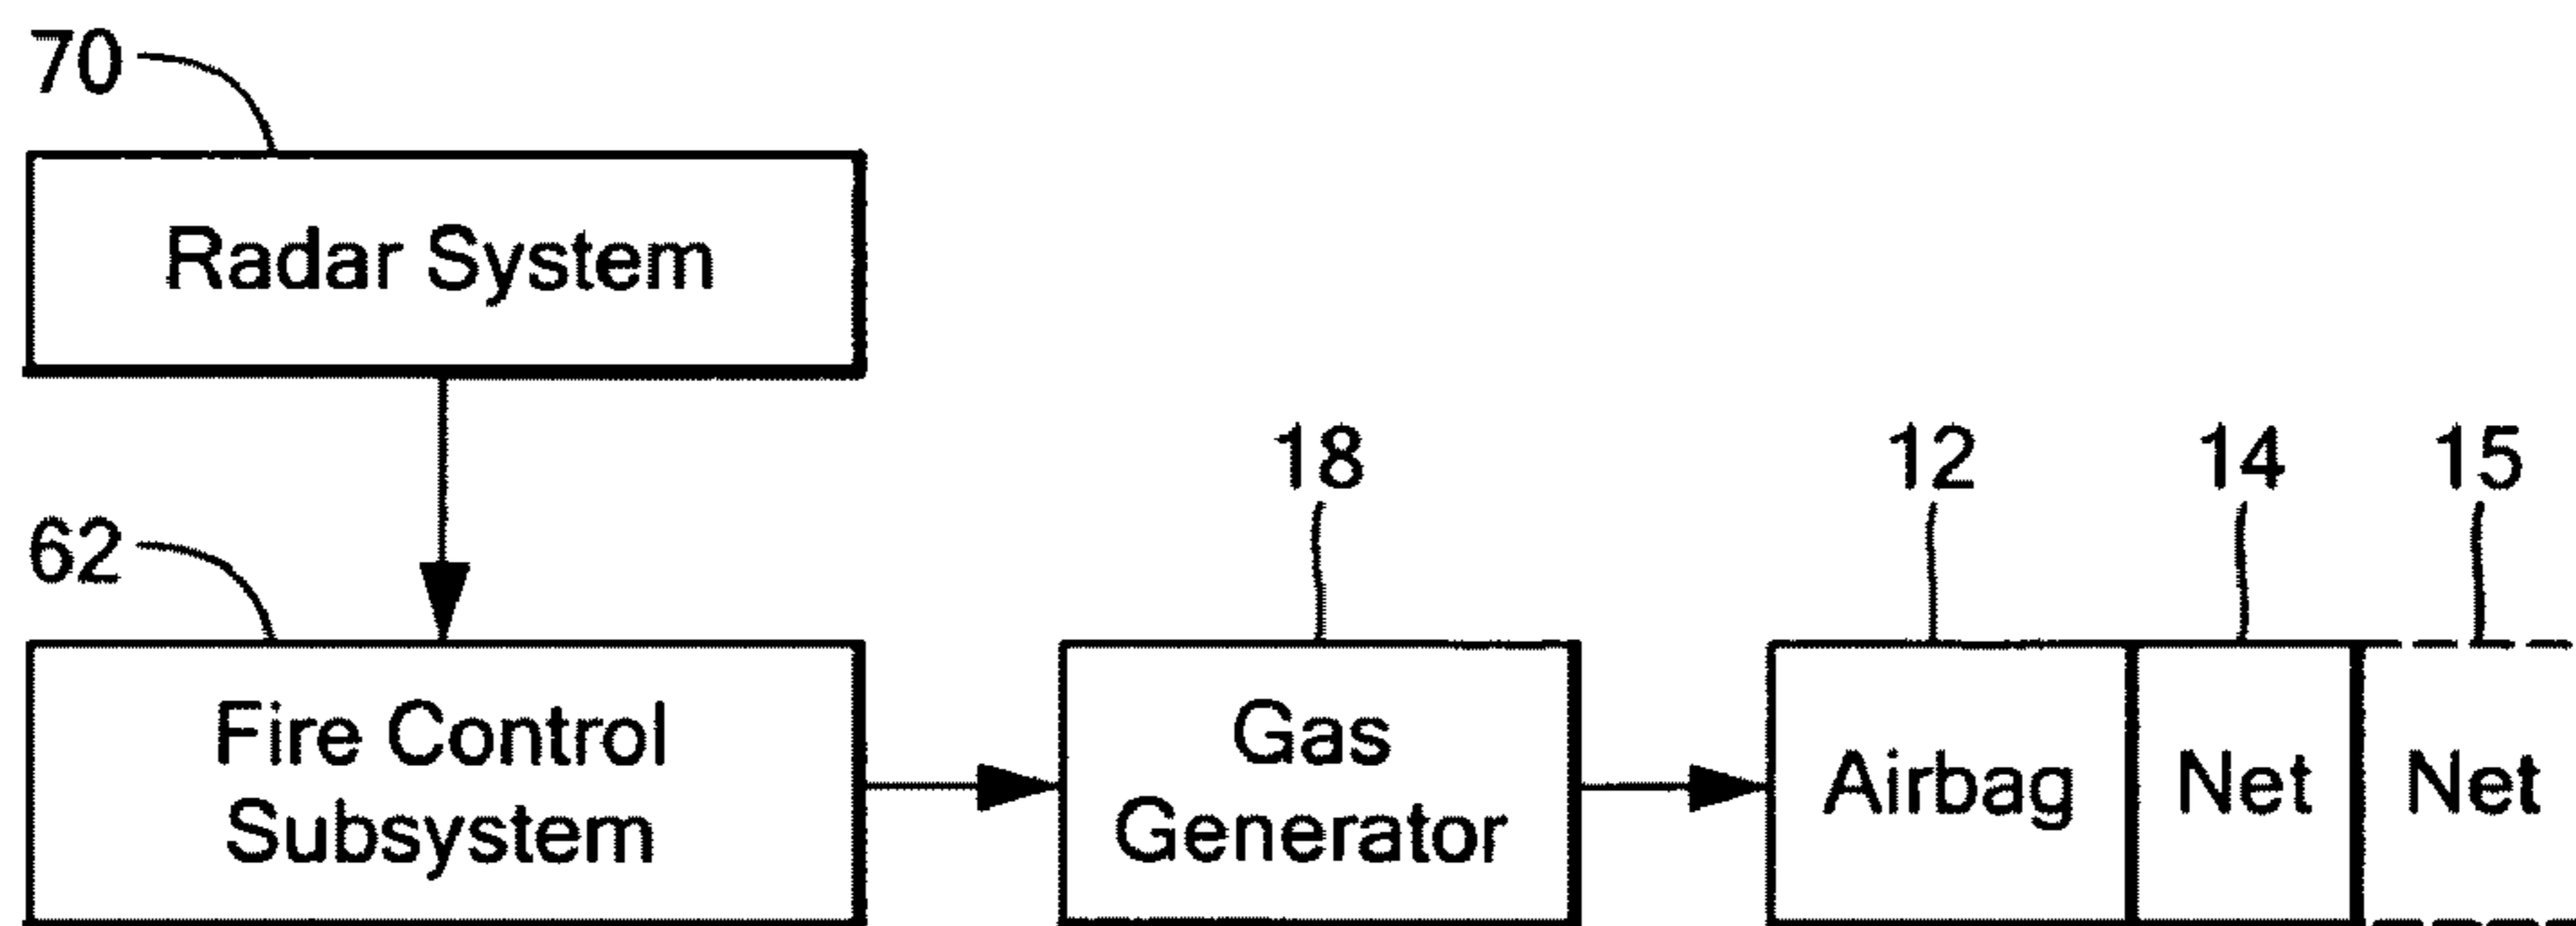 70
Radar System
62
18
12
14
15
Fire Control
Subsystem
Gas
Generator
Airbag
Net
Net